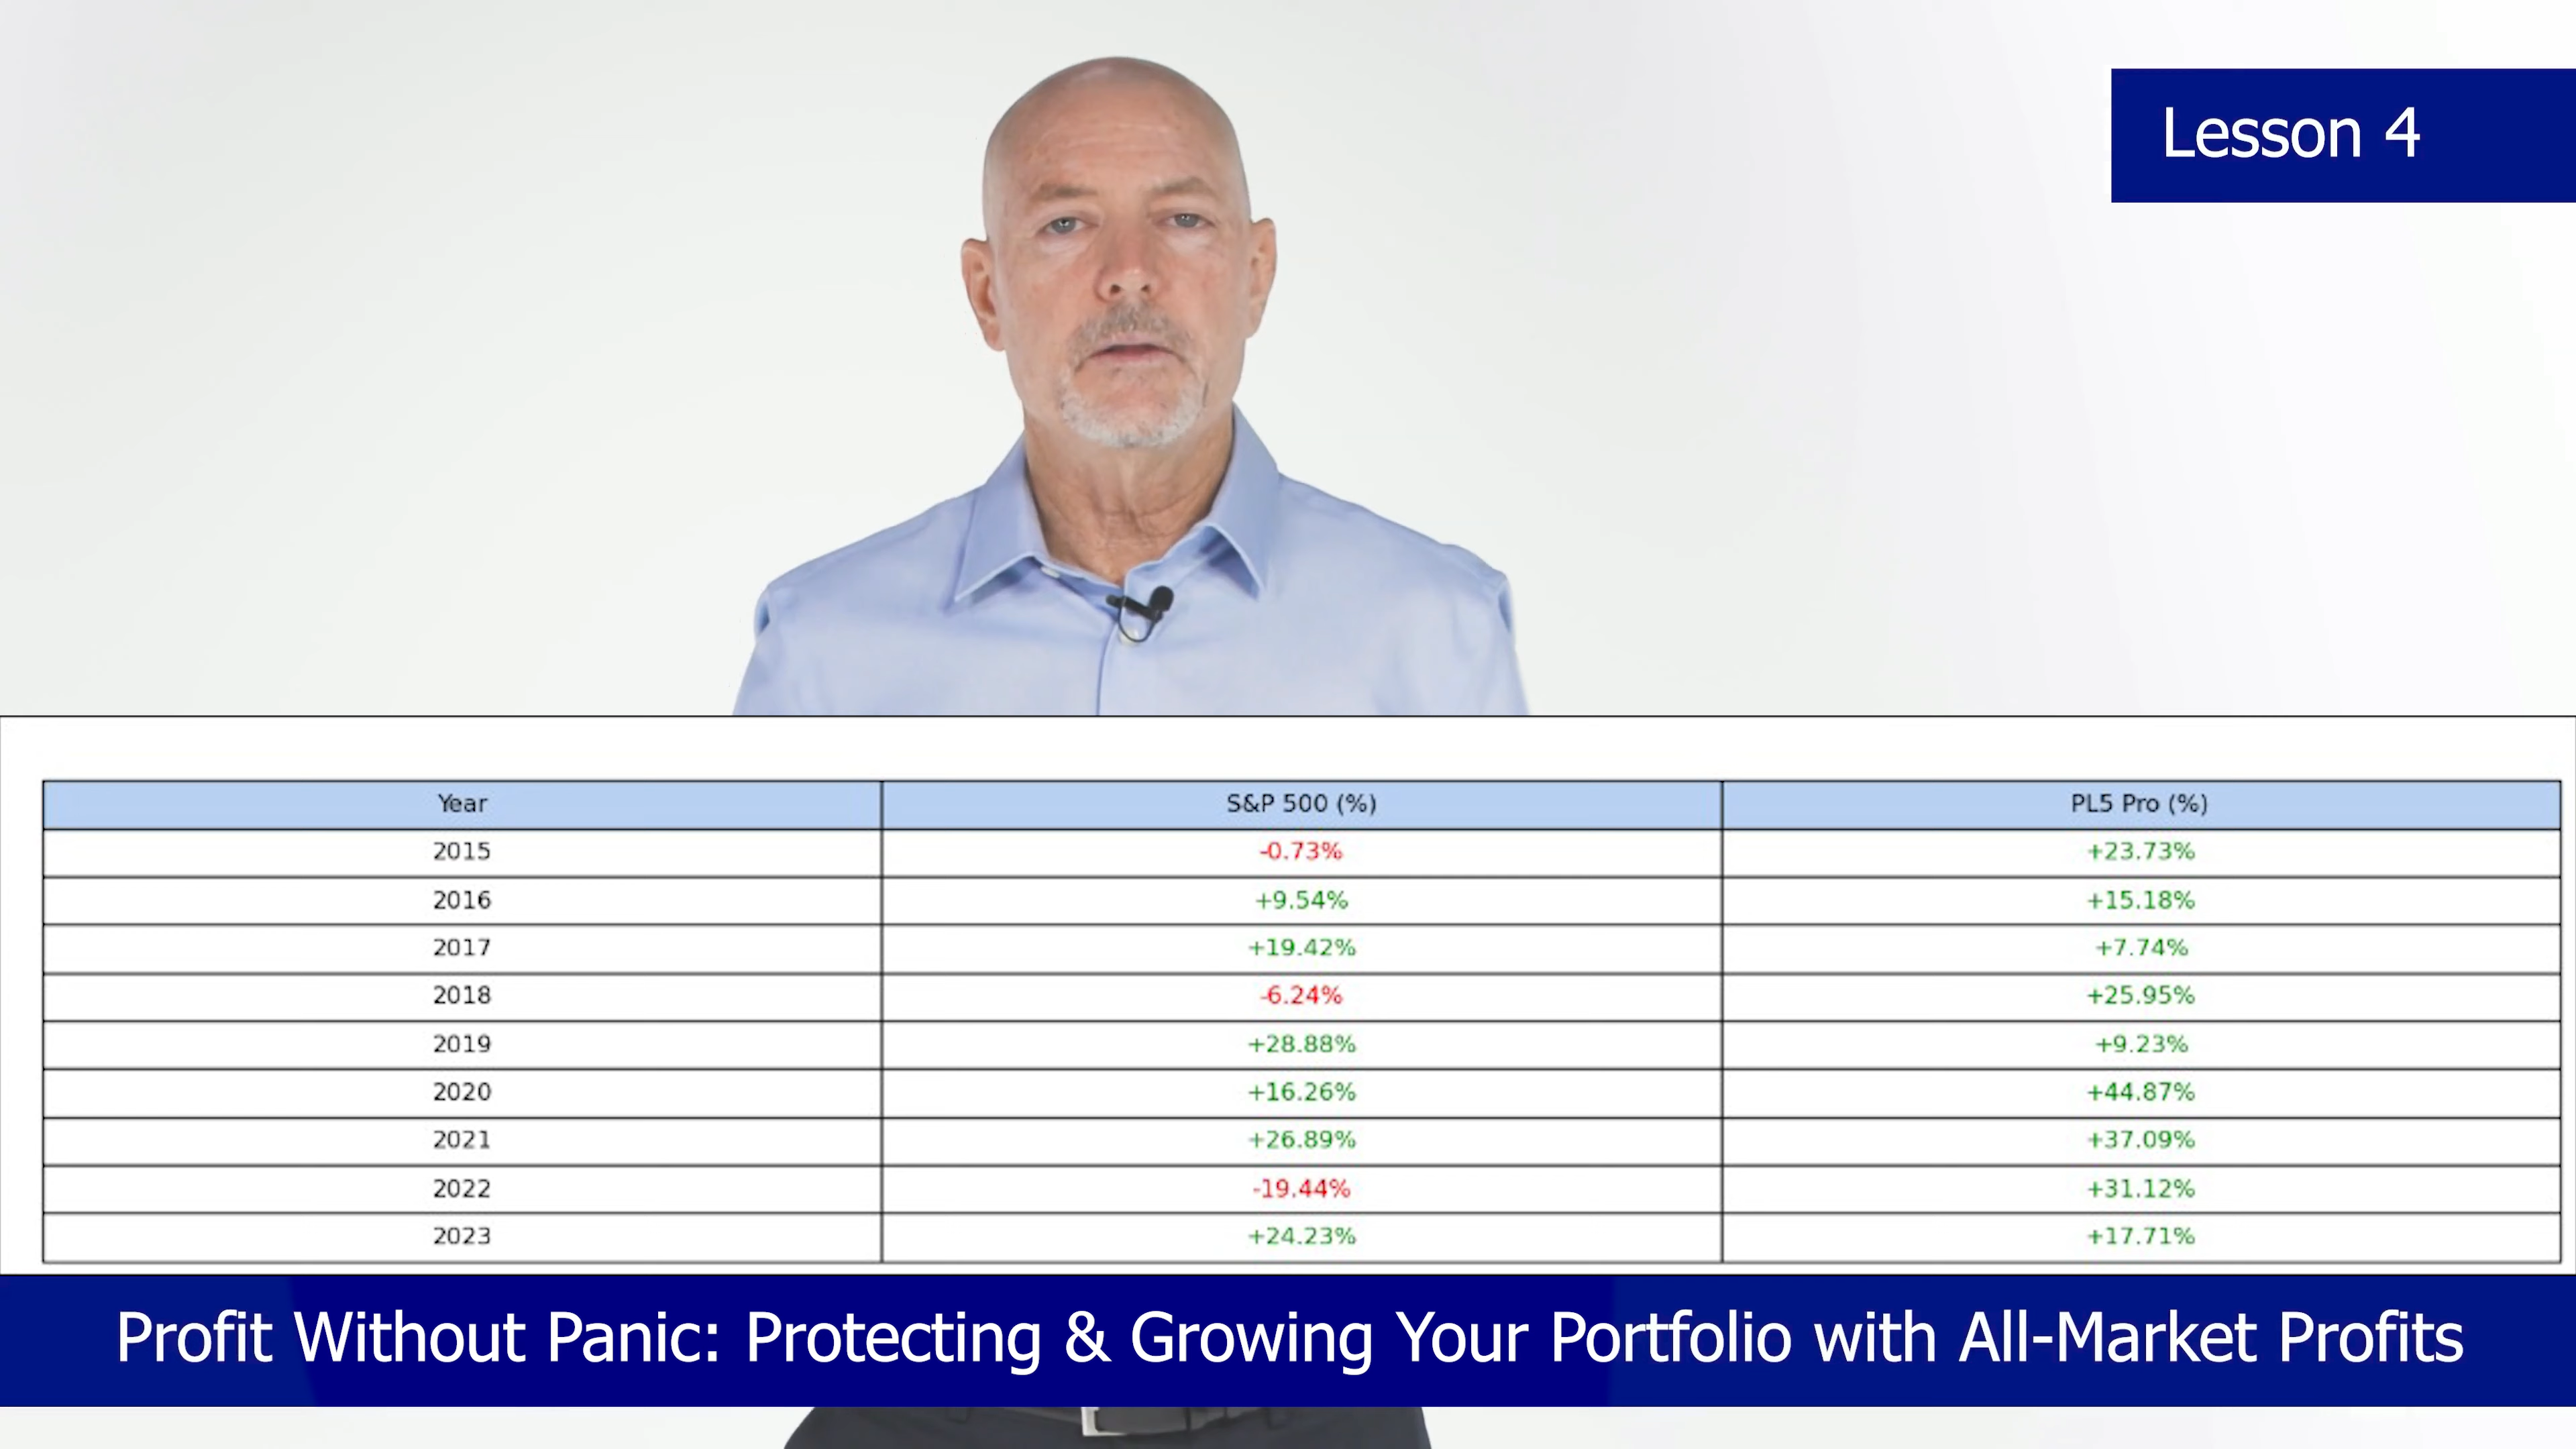 Lesson 4
Year S&P 500 (%) PL5 Pro (%)
2015 -0.73% +23.73%
2016 +9.54% +15.18%
2017 +19.42% +7.74%
2018 -6.24% +25.95%
2019 +28.88% +9.23%
2020 +16.26% +44.87%
2021 +26.89% +37.09%
2022 -19.44% +31.12%
2023 +24.23% +17.71%
Profit Without Panic: Protecting & Growing Your Portfolio with All-Market Profits